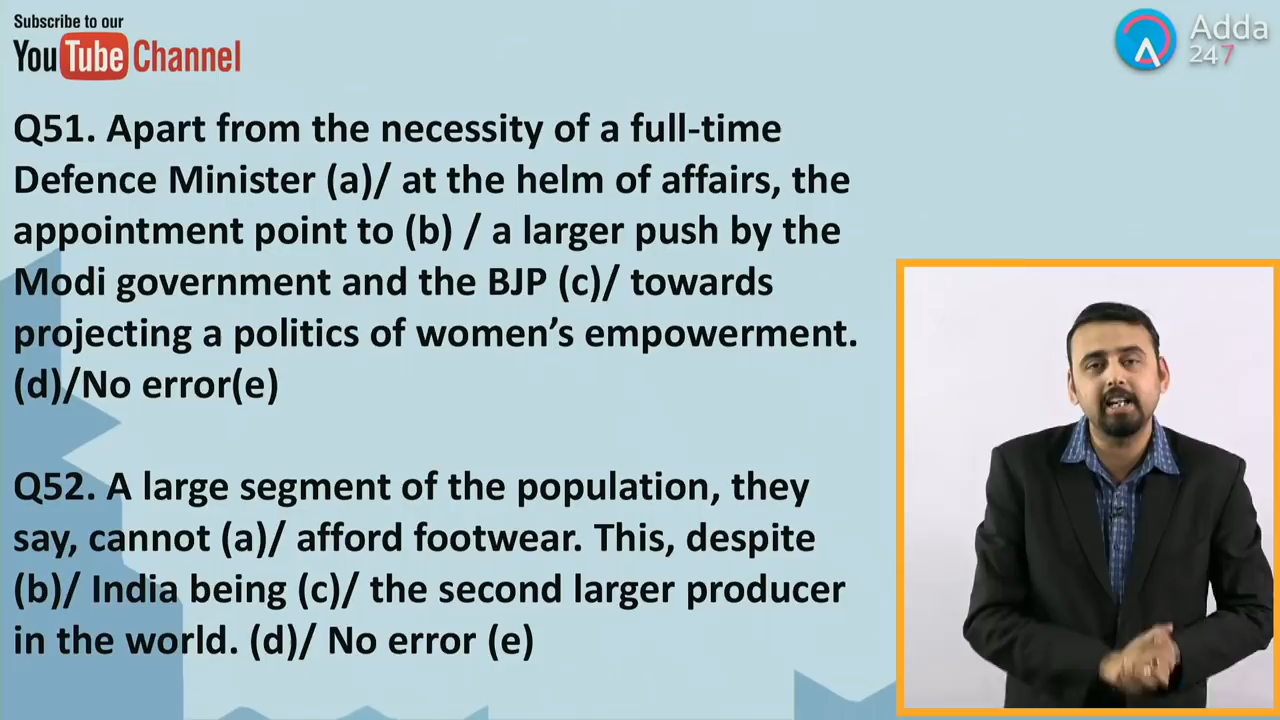 Subscribe to our
YouTube Channel
Adda
247
Q51. Apart from the necessity of a full-time
Defence Minister (a)/ at the helm of affairs, the
appointment point to (b) / a larger push by the
Modi government and the BJP (c)/ towards
projecting a politics of women’s empowerment.
(d)/No error(e)
Q52. A large segment of the population, they
say, cannot (a)/ afford footwear. This, despite
(b)/ India being (c)/ the second larger producer
in the world. (d)/ No error (e)